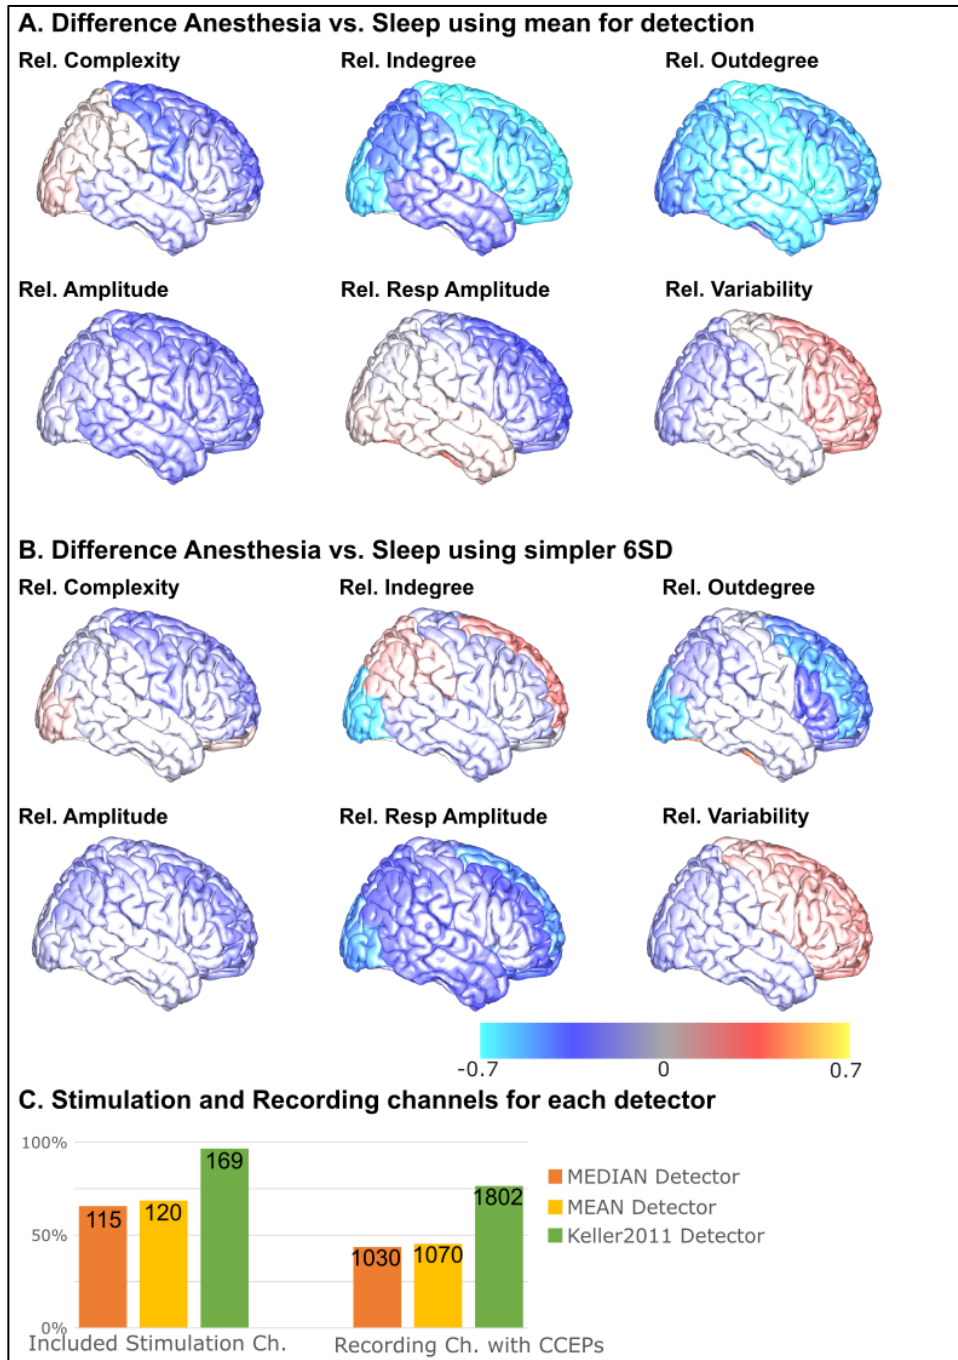 A. Difference Anesthesia vs. Sleep using mean for detection
Rel. Complexity
Rel. Indegree
Rel. Outdegree
Rel. Amplitude
Rel. Resp Amplitude
Rel. Variability
B. Difference Anesthesia vs. Sleep using simpler 6SD
Rel. Complexity
Rel. Indegree
Rel. Outdegree
Rel. Amplitude
Rel. Resp Amplitude
Rel. Variability
-0.7
0
0.7
C. Stimulation and Recording channels for each detector
100%
50%
0%
115
120
169
1030
1070
1802
Included Stimulation Ch.
Recording Ch. with CCEPs
MEDIAN Detector
MEAN Detector
Keller2011 Detector